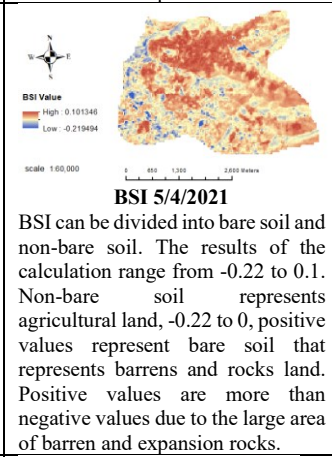 N
W E
S
BSI Value
High : 0.101346
Low : -0.219494
scale 1:60,000
0 650 1,300 2,600 Meters
BSI 5/4/2021
BSI can be divided into bare soil and
non-bare soil. The results of the
calculation range from -0.22 to 0.1.
Non-bare soil represents
agricultural land, -0.22 to 0, positive
values represent bare soil that
represents barrens and rocks land.
Positive values are more than
negative values due to the large area
of barren and expansion rocks.